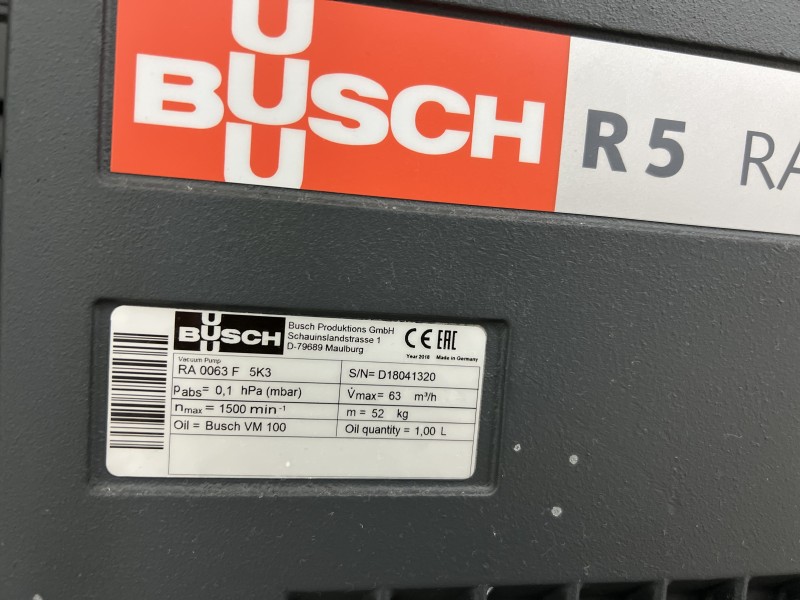 BUSCH R 5 RA
BUSCH
Busch Produktions GmbH
Schauinslandstrasse 1
D-79689 Maulburg
CE EAC
Year 2018 Made in Germany
Vacuum Pump
RA 0063 F 5K3 S/N= D18041320
Pabs= 0,1 hPa (mbar) V̇max= 63 m³/h
nmax= 1500 min⁻¹ m = 52 kg
Oil = Busch VM 100 Oil quantity = 1,00 L